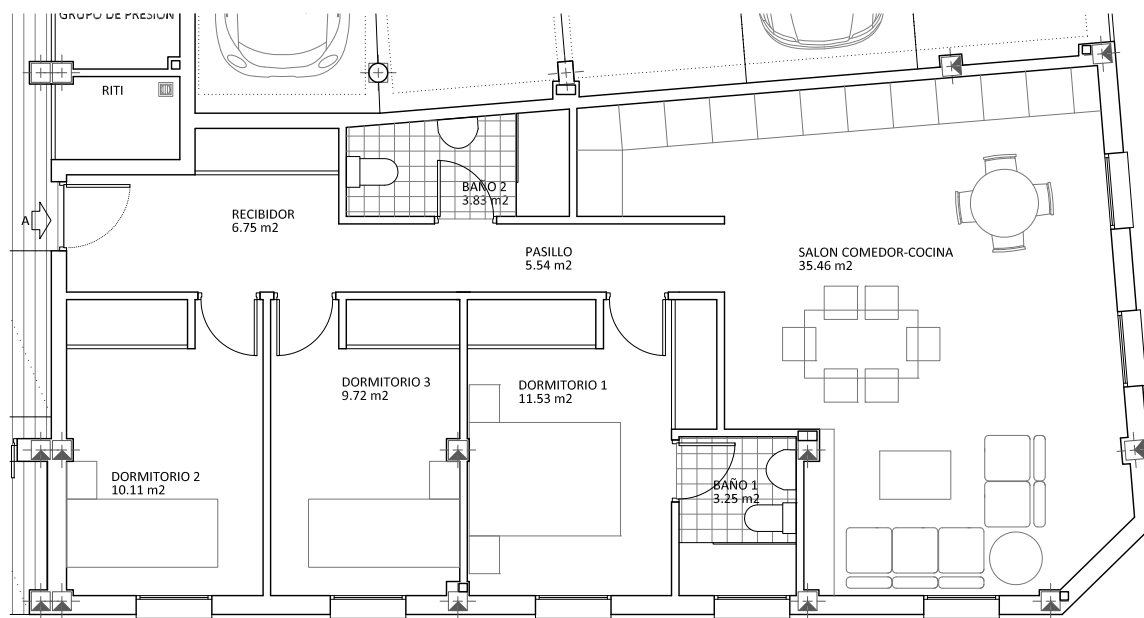 GRUPO DE PRESIÓN
RITI
A
RECIBIDOR
6.75 m2
BAÑO 2
3.83 m2
PASILLO
5.54 m2
SALON COMEDOR-COCINA
35.46 m2
DORMITORIO 3
9.72 m2
DORMITORIO 1
11.53 m2
DORMITORIO 2
10.11 m2
BAÑO 1
3.25 m2